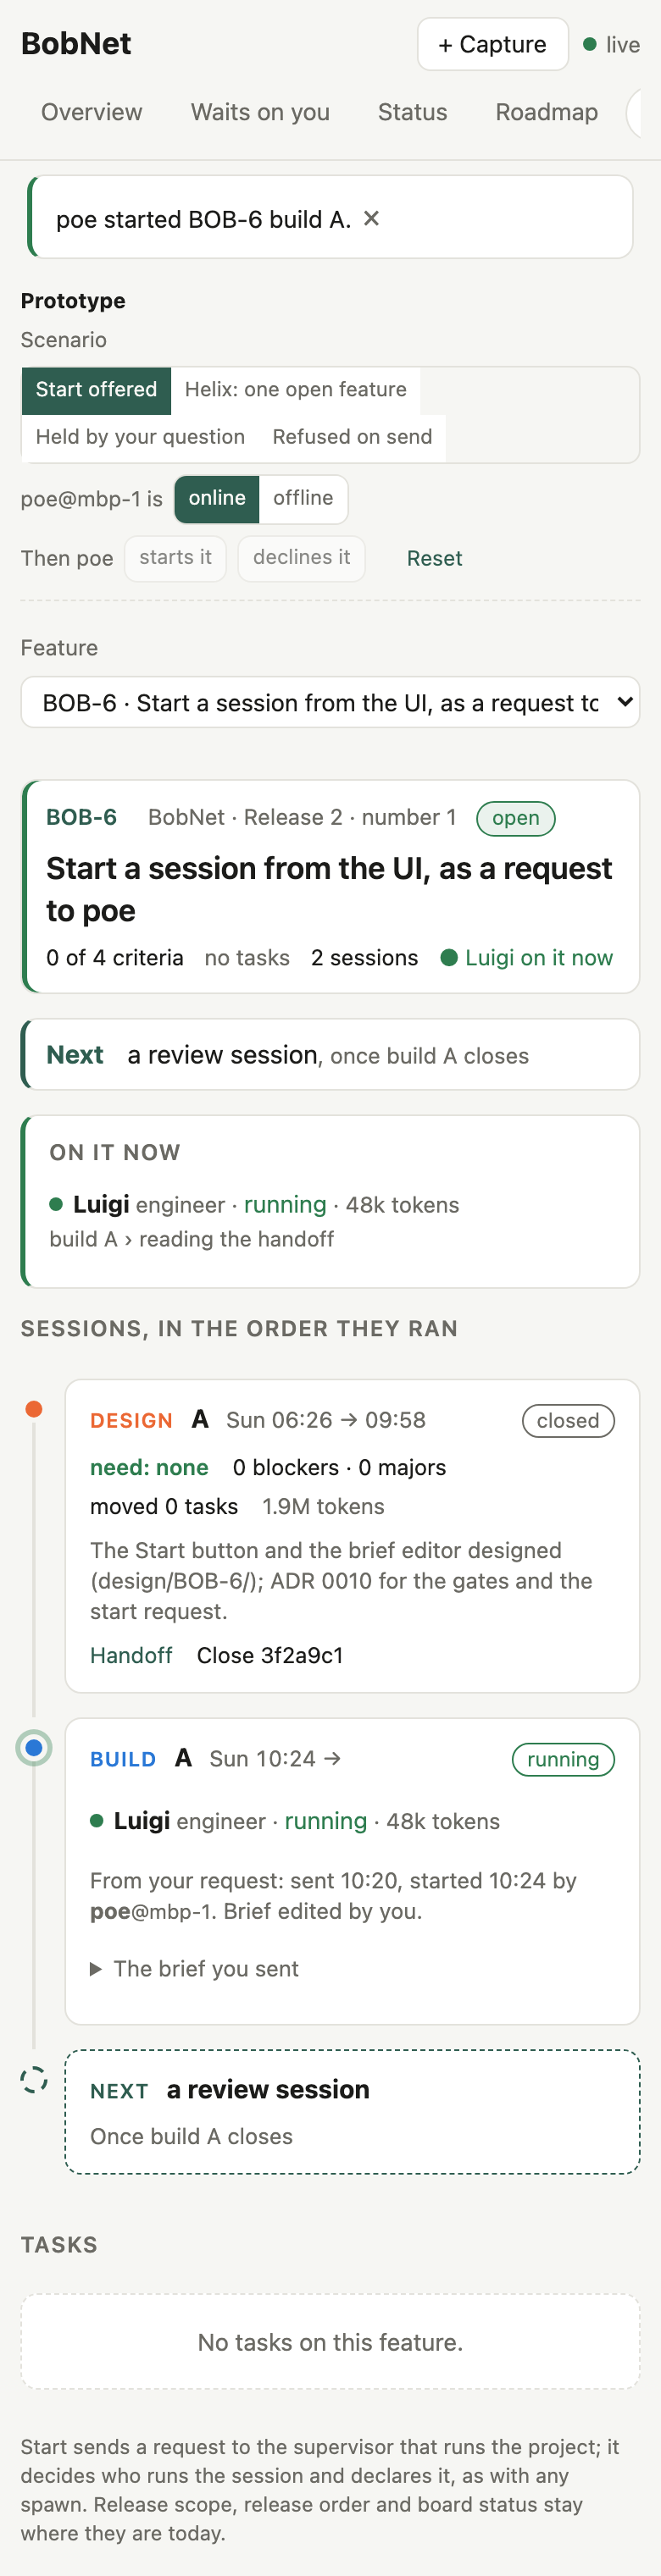 BobNet
+ Capture
live
Overview
Waits on you
Status
Roadmap
poe started BOB-6 build A. ×
Prototype
Scenario
Start offered
Helix: one open feature
Held by your question
Refused on send
poe@mbp-1 is
online
offline
Then poe
starts it
declines it
Reset
Feature
BOB-6 · Start a session from the UI, as a request to
BOB-6 BobNet · Release 2 · number 1 open
Start a session from the UI, as a request
to poe
0 of 4 criteria no tasks 2 sessions Luigi on it now
Next a review session, once build A closes
ON IT NOW
Luigi engineer · running · 48k tokens
build A › reading the handoff
SESSIONS, IN THE ORDER THEY RAN
DESIGN A Sun 06:26 → 09:58 closed
need: none 0 blockers · 0 majors
moved 0 tasks 1.9M tokens
The Start button and the brief editor designed
(design/BOB-6/); ADR 0010 for the gates and the
start request.
Handoff Close 3f2a9c1
BUILD A Sun 10:24 → running
Luigi engineer · running · 48k tokens
From your request: sent 10:20, started 10:24 by
poe@mbp-1. Brief edited by you.
▶ The brief you sent
NEXT a review session
Once build A closes
TASKS
No tasks on this feature.
Start sends a request to the supervisor that runs the project; it
decides who runs the session and declares it, as with any
spawn. Release scope, release order and board status stay
where they are today.